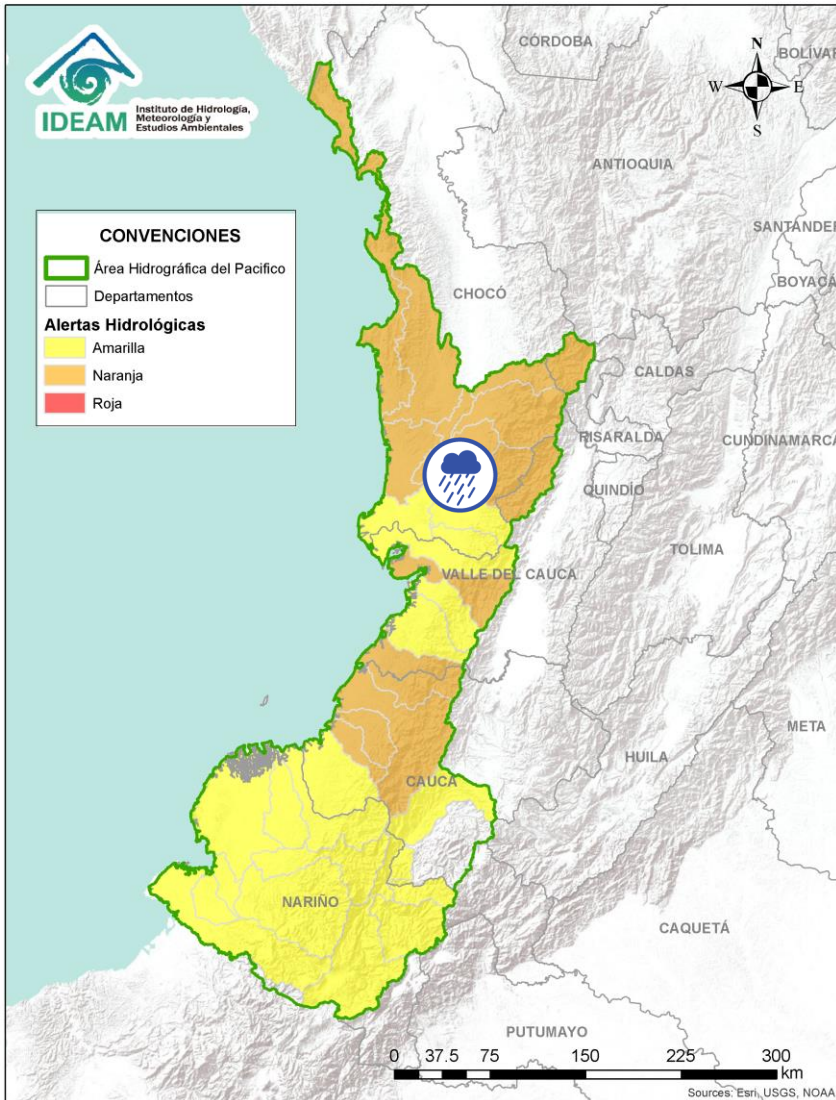 IDEAM
Instituto de Hidrología,
Meteorología y
Estudios Ambientales
CÓRDOBA
BOLÍVAR
N
W
E
S
ANTIOQUIA
SANTANDER
BOYACÁ
CONVENCIONES
Área Hidrográfica del Pacifico
Departamentos
Alertas Hidrológicas
Amarilla
Naranja
Roja
CHOCÓ
CALDAS
RISARALDA
CUNDINAMARCA
QUINDÍO
TOLIMA
VALLE DEL CAUCA
META
HUILA
CAUCA
NARIÑO
CAQUETÁ
PUTUMAYO
0 37.5 75 150 225 300
km
Sources: Esri, USGS, NOAA